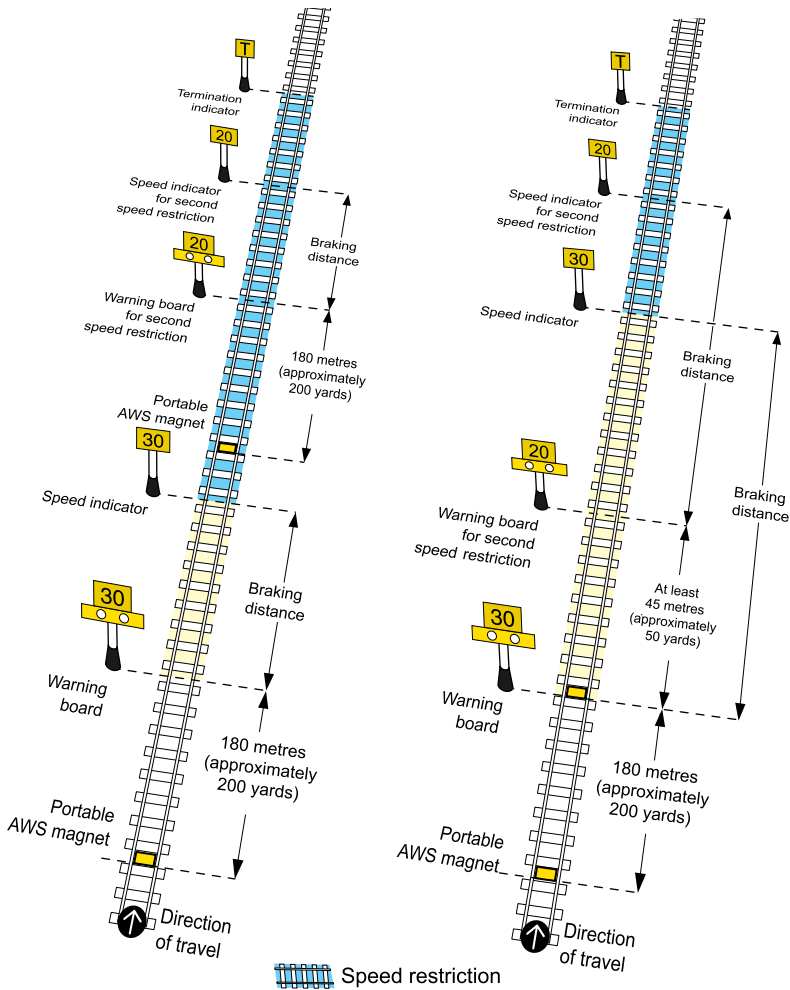 T
Termination
indicator
20
Speed indicator
for second
speed restriction
Braking
distance
20
Warning board
for second
speed restriction
180 metres
(approximately
200 yards)
Portable
AWS magnet
30
Speed indicator
Braking
distance
30
Warning
board
180 metres
(approximately
200 yards)
Portable
AWS magnet
Direction
of travel
T
Termination
indicator
20
Speed indicator
for second
speed restriction
30
Speed indicator
Braking
distance
20
Warning board
for second
speed restriction
Braking
distance
At least
45 metres
(approximately
50 yards)
30
Warning
board
180 metres
(approximately
200 yards)
Portable
AWS magnet
Direction
of travel
Speed restriction